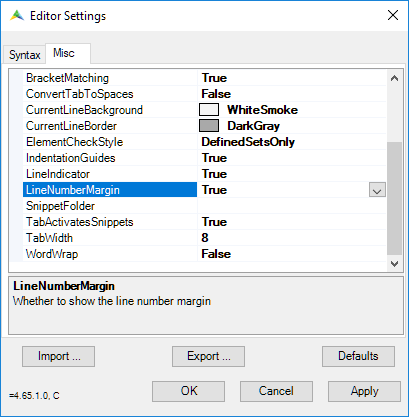 Editor Settings
Syntax Misc
BracketMatching True
ConvertTabToSpaces False
CurrentLineBackground WhiteSmoke
CurrentLineBorder DarkGray
ElementCheckStyle DefinedSetsOnly
IndentationGuides True
LineIndicator True
LineNumberMargin True
SnippetFolder
TabActivatesSnippets True
TabWidth 8
WordWrap False
LineNumberMargin
Whether to show the line number margin
Import ... Export ... Defaults
=4.65.1.0, C OK Cancel Apply